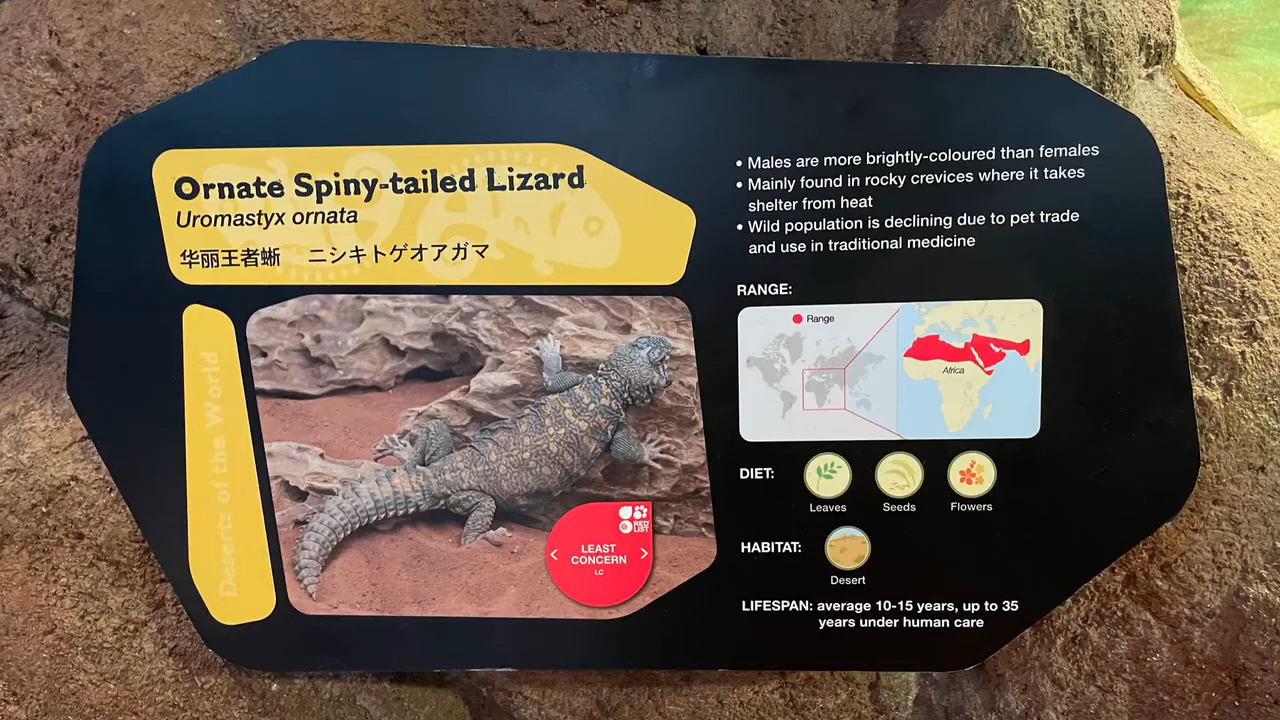 Ornate Spiny-tailed Lizard
Uromastyx ornata
华丽王者蜥 ニシキトゲオアガマ
Deserts of the World
RED LIST
LEAST
CONCERN
LC
• Males are more brightly-coloured than females
• Mainly found in rocky crevices where it takes
shelter from heat
• Wild population is declining due to pet trade
and use in traditional medicine
RANGE:
Range
Africa
DIET:
Leaves Seeds Flowers
HABITAT:
Desert
LIFESPAN: average 10-15 years, up to 35
years under human care